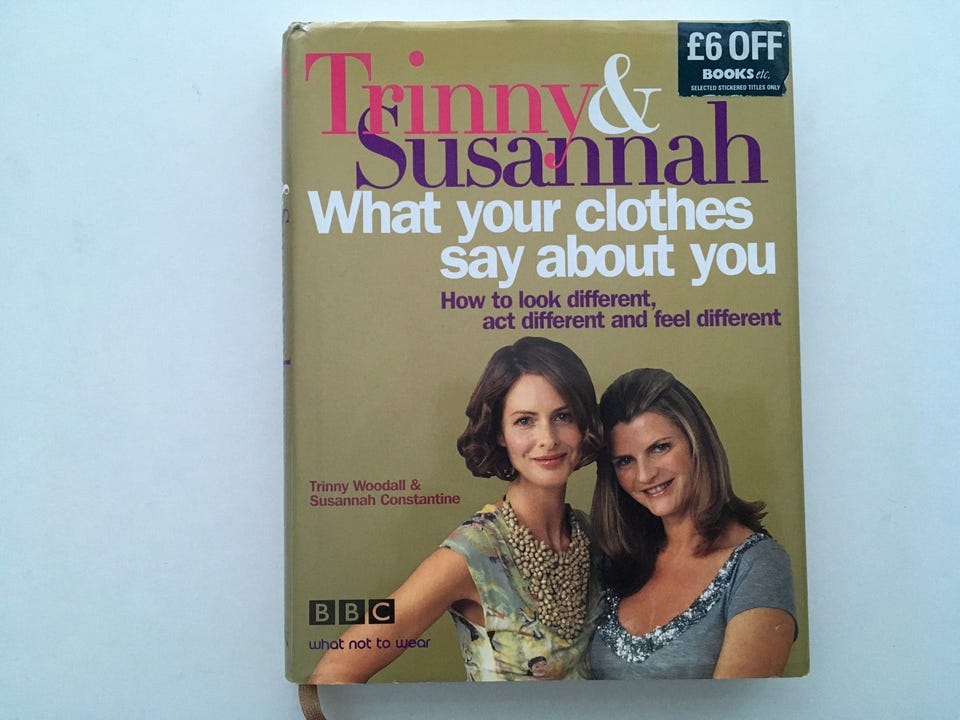 £6 OFF
BOOKS etc.
SELECTED STICKERED TITLES ONLY
Trinny &
Susannah
What your clothes
say about you
How to look different,
act different and feel different
Trinny Woodall &
Susannah Constantine
BBC
what not to wear